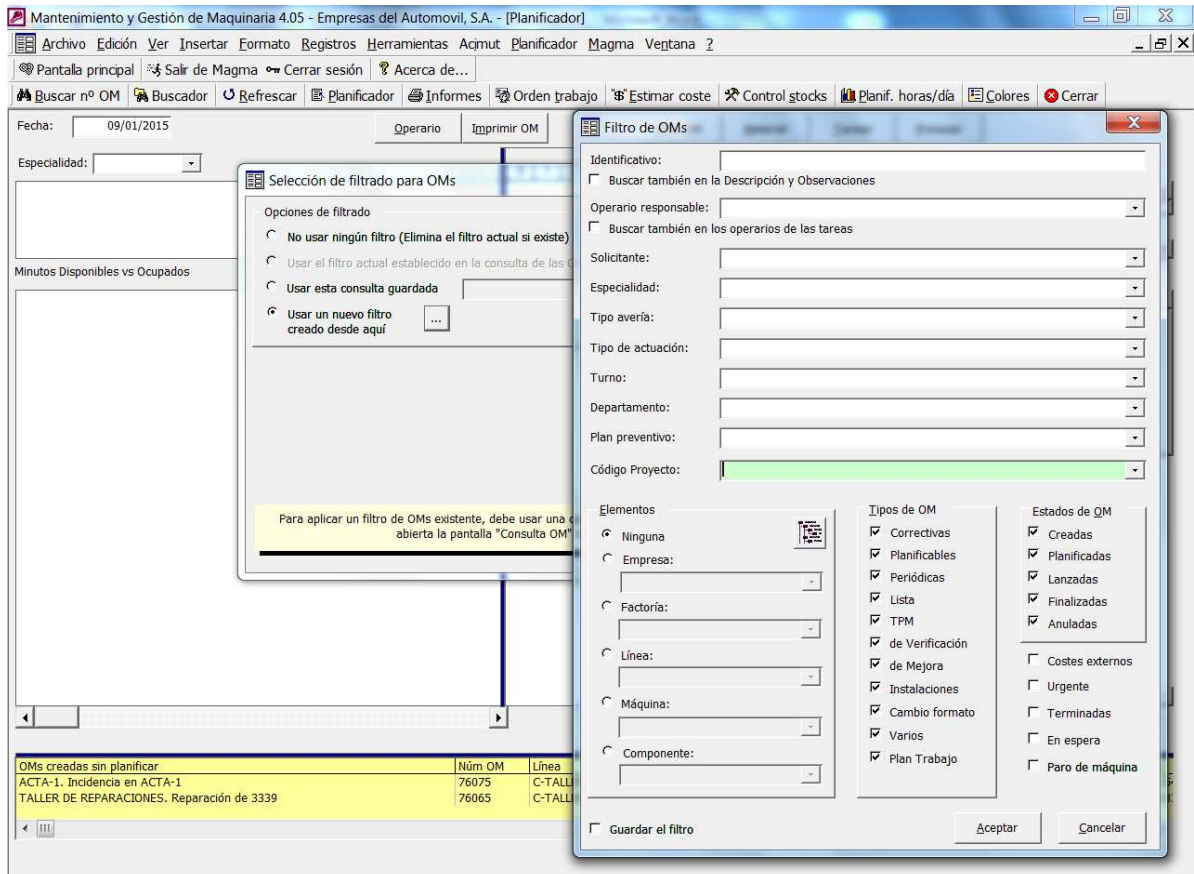 Mantenimiento y Gestión de Maquinaria 4.05 - Empresas del Automovil, S.A. - [Planificador]
Archivo Edición Ver Insertar Formato Registros Herramientas Acimut Planificador Magma Ventana ?
Pantalla principal Salir de Magma Cerrar sesión Acerca de...
Buscar nº OM Buscador Refrescar Planificador Informes Orden trabajo Estimar coste Control stocks Planif. horas/día Colores Cerrar
Fecha: 09/01/2015 Operario Imprimir OM
Especialidad:
Minutos Disponibles vs Ocupados
Selección de filtrado para OMs
Opciones de filtrado
No usar ningún filtro (Elimina el filtro actual si existe)
Usar el filtro actual establecido en la consulta de las
Usar esta consulta guardada
Usar un nuevo filtro
creado desde aquí ...
Para aplicar un filtro de OMs existente, debe usar una
abierta la pantalla "Consulta OM"
Filtro de OMs
Identificativo:
Buscar también en la Descripción y Observaciones
Operario responsable:
Buscar también en los operarios de las tareas
Solicitante:
Especialidad:
Tipo avería:
Tipo de actuación:
Turno:
Departamento:
Plan preventivo:
Código Proyecto:
Elementos
Ninguna
Empresa:
Factoría:
Línea:
Máquina:
Componente:
Tipos de OM
Correctivas
Planificables
Periódicas
Lista
TPM
de Verificación
de Mejora
Instalaciones
Cambio formato
Varios
Plan Trabajo
Estados de OM
Creadas
Planificadas
Lanzadas
Finalizadas
Anuladas
Costes externos
Urgente
Terminadas
En espera
Paro de máquina
Guardar el filtro Aceptar Cancelar
OMs creadas sin planificar Núm OM Línea
ACTA-1. Incidencia en ACTA-1 76075 C-TALL
TALLER DE REPARACIONES. Reparación de 3339 76065 C-TALL